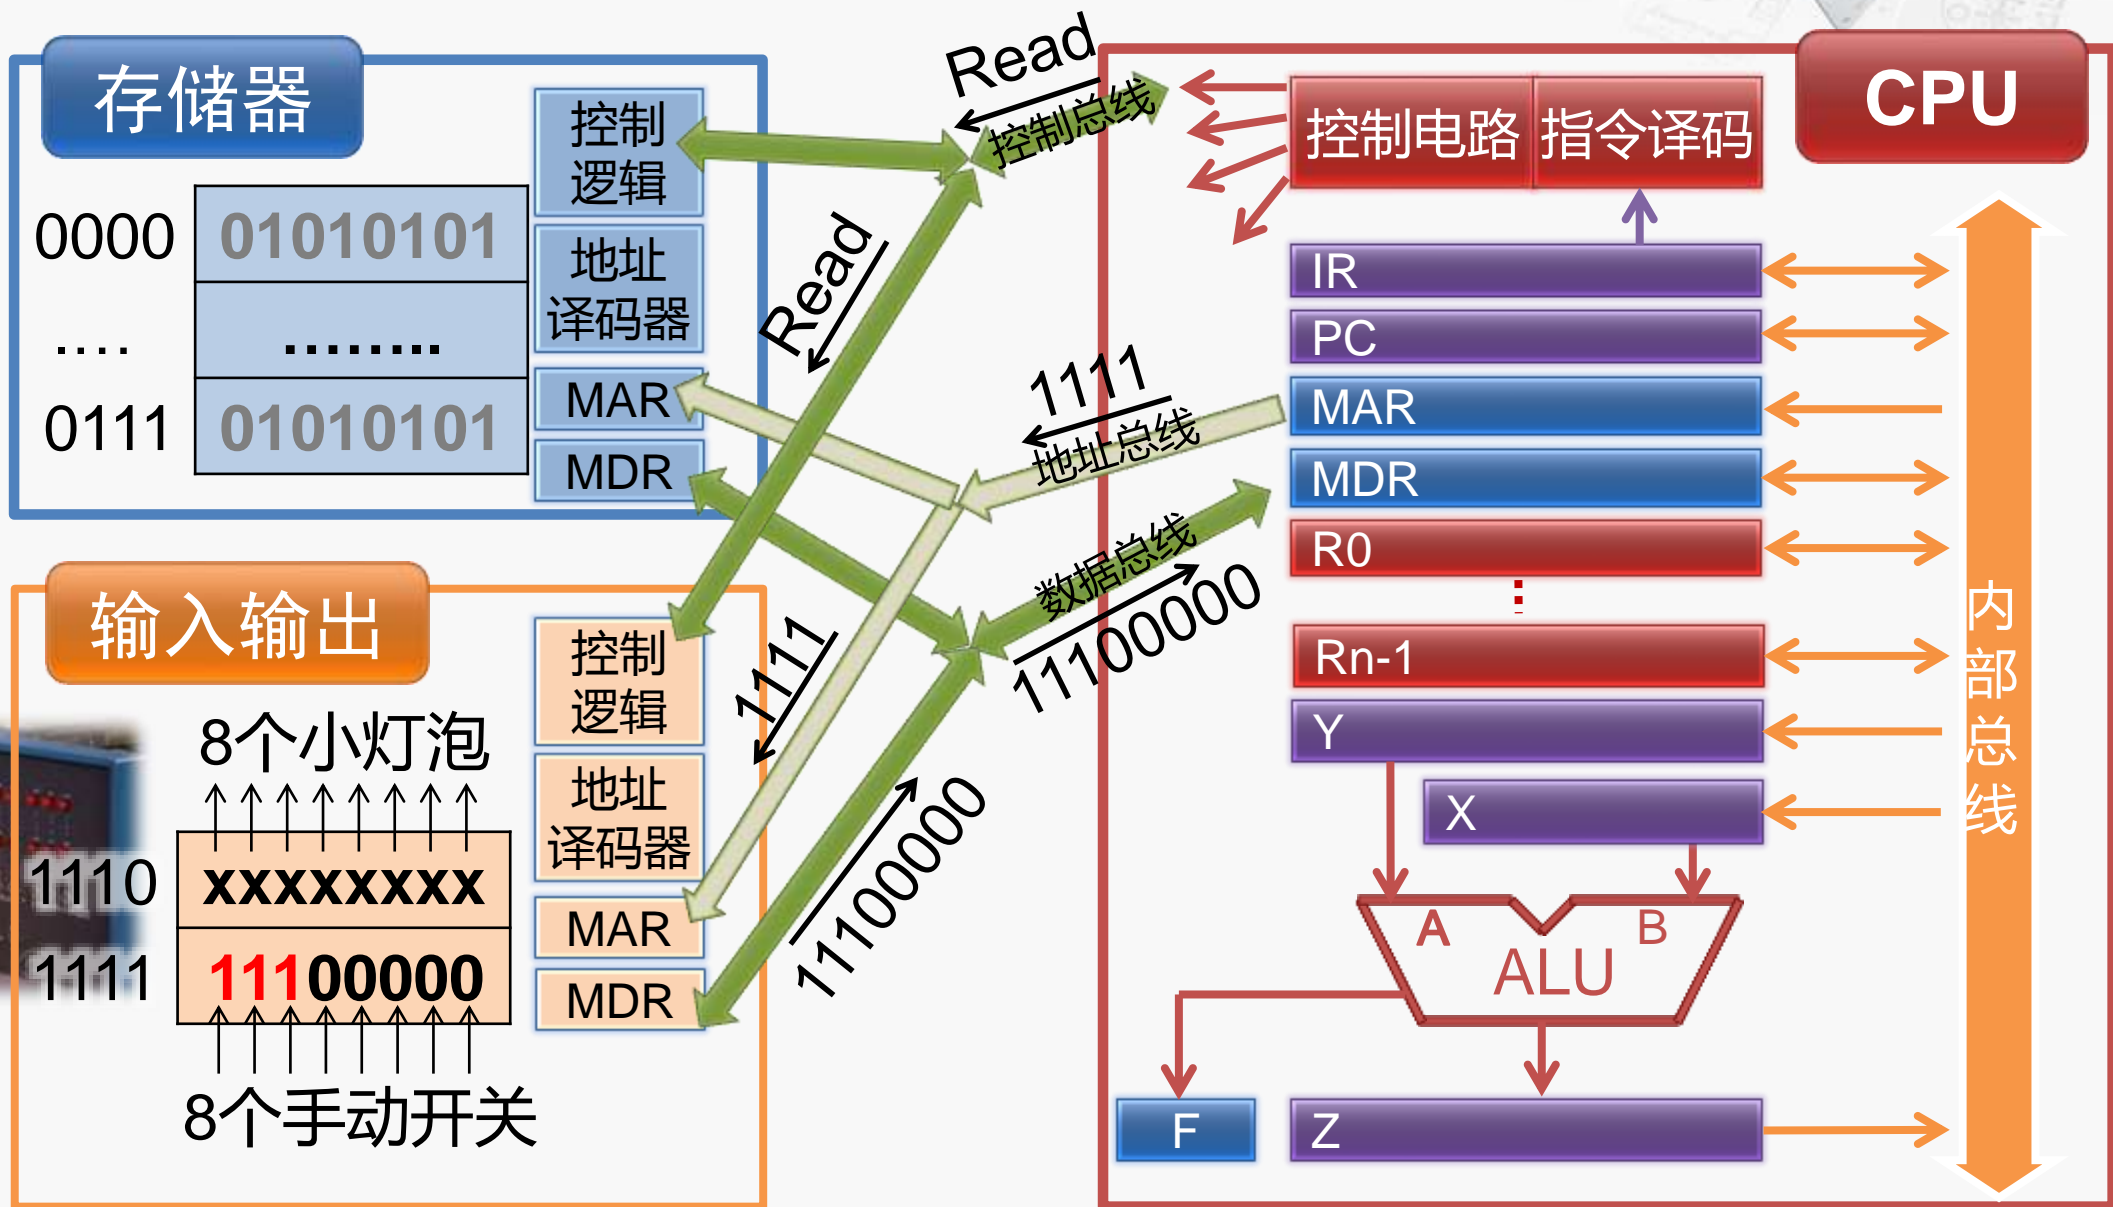 存储器
控制
逻辑
0000 01010101
地址
译码器
.... ........
0111 01010101
MAR
MDR
Read
控制总线
Read
1111
地址总线
数据总线
11100000
1111
11100000
输入输出
控制
逻辑
8个小灯泡
地址
译码器
1110 xxxxxxxx
1111 11100000
MAR
MDR
8个手动开关
CPU
控制电路 指令译码
IR
PC
MAR
MDR
R0
Rn-1
Y
X
A B
ALU
F
Z
内部总线